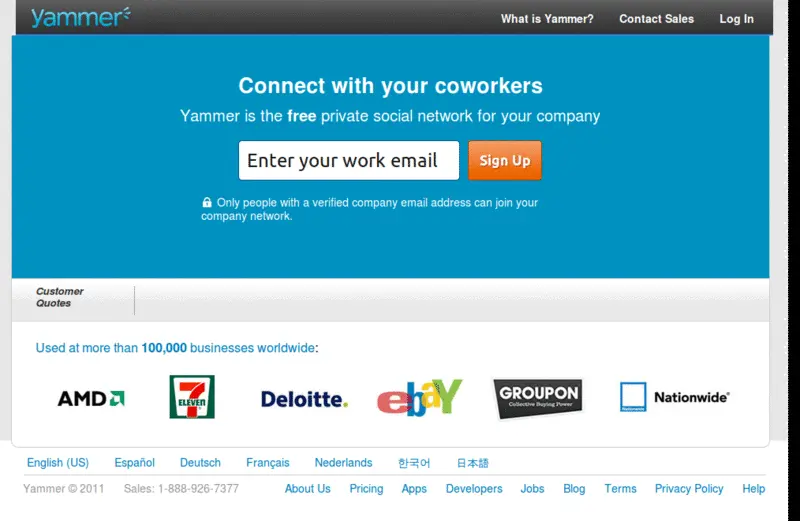 yammer
What is Yammer? Contact Sales Log In
Connect with your coworkers
Yammer is the free private social network for your company
Enter your work email Sign Up
Only people with a verified company email address can join your
company network.
Customer
Quotes
Used at more than 100,000 businesses worldwide:
AMD 7 ELEVEN Deloitte. ebay GROUPON Collective Buying Power Nationwide Nationwide®
English (US) Español Deutsch Français Nederlands 한국어 日本語
Yammer © 2011 Sales: 1-888-926-7377 About Us Pricing Apps Developers Jobs Blog Terms Privacy Policy Help